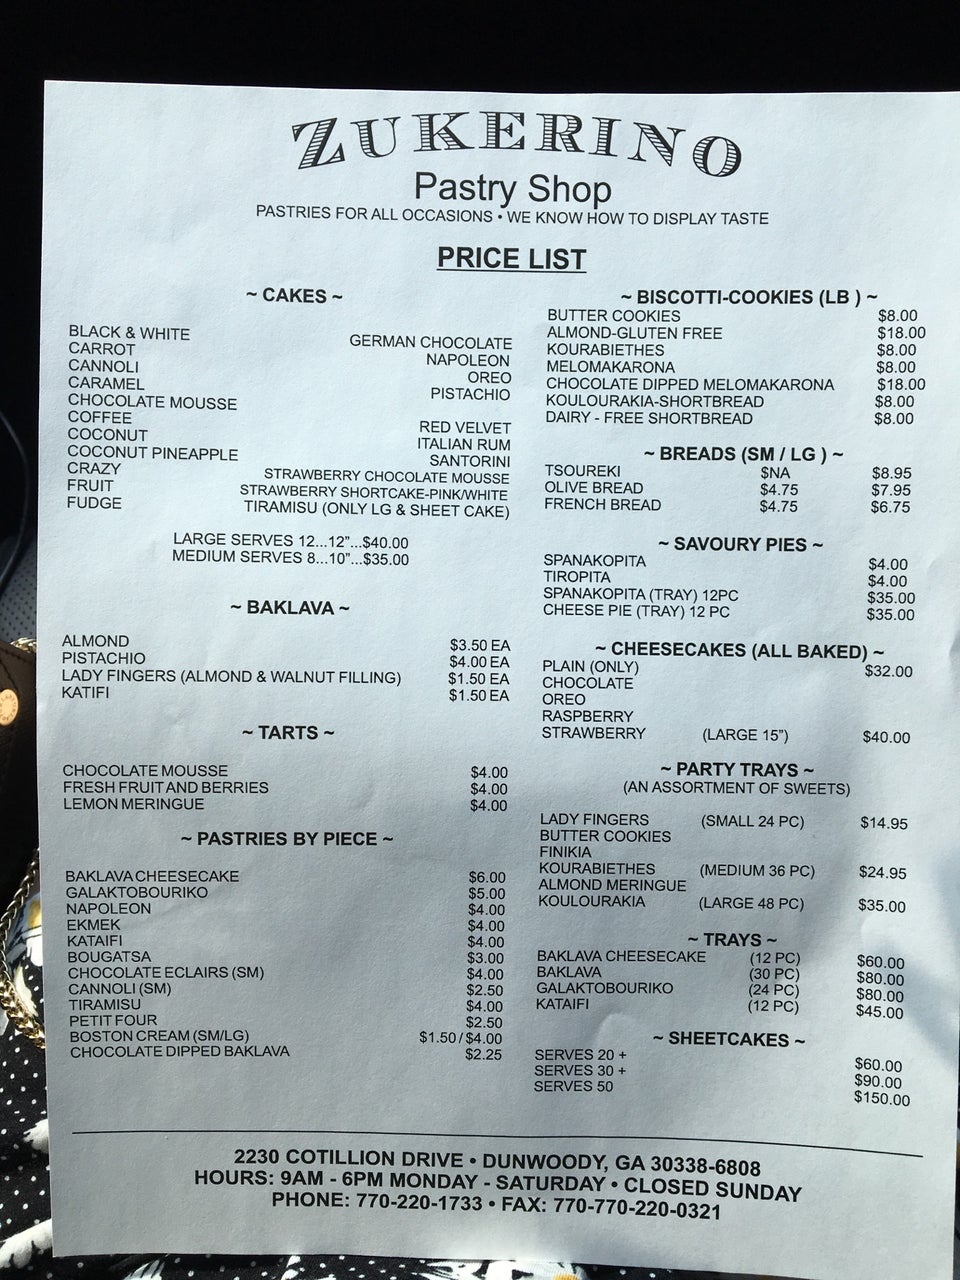 ZUKERINO
Pastry Shop
PASTRIES FOR ALL OCCASIONS • WE KNOW HOW TO DISPLAY TASTE
PRICE LIST
~ CAKES ~
BLACK & WHITE
CARROT
CANNOLI
CARAMEL
CHOCOLATE MOUSSE
COFFEE
COCONUT
COCONUT PINEAPPLE
CRAZY
FRUIT
FUDGE
GERMAN CHOCOLATE
NAPOLEON
OREO
PISTACHIO
RED VELVET
ITALIAN RUM
SANTORINI
STRAWBERRY CHOCOLATE MOUSSE
STRAWBERRY SHORTCAKE-PINK/WHITE
TIRAMISU (ONLY LG & SHEET CAKE)
LARGE SERVES 12...12"...$40.00
MEDIUM SERVES 8...10"...$35.00
~ BAKLAVA ~
ALMOND $3.50 EA
PISTACHIO $4.00 EA
LADY FINGERS (ALMOND & WALNUT FILLING) $1.50 EA
KATIFI $1.50 EA
~ TARTS ~
CHOCOLATE MOUSSE $4.00
FRESH FRUIT AND BERRIES $4.00
LEMON MERINGUE $4.00
~ PASTRIES BY PIECE ~
BAKLAVA CHEESECAKE $6.00
GALAKTOBOURIKO $5.00
NAPOLEON $4.00
EKMEK $4.00
KATAIFI $4.00
BOUGATSA $3.00
CHOCOLATE ECLAIRS (SM) $4.00
CANNOLI (SM) $2.50
TIRAMISU $4.00
PETIT FOUR $2.50
BOSTON CREAM (SM/LG) $1.50 / $4.00
CHOCOLATE DIPPED BAKLAVA $2.25
~ BISCOTTI-COOKIES (LB ) ~
BUTTER COOKIES $8.00
ALMOND-GLUTEN FREE $18.00
KOURABIETHES $8.00
MELOMAKARONA $8.00
CHOCOLATE DIPPED MELOMAKARONA $18.00
KOULOURAKIA-SHORTBREAD $8.00
DAIRY - FREE SHORTBREAD $8.00
~ BREADS (SM / LG ) ~
TSOUREKI $NA $8.95
OLIVE BREAD $4.75 $7.95
FRENCH BREAD $4.75 $6.75
~ SAVOURY PIES ~
SPANAKOPITA $4.00
TIROPITA $4.00
SPANAKOPITA (TRAY) 12PC $35.00
CHEESE PIE (TRAY) 12 PC $35.00
~ CHEESECAKES (ALL BAKED) ~
PLAIN (ONLY) $32.00
CHOCOLATE
OREO
RASPBERRY
STRAWBERRY (LARGE 15") $40.00
~ PARTY TRAYS ~
(AN ASSORTMENT OF SWEETS)
LADY FINGERS (SMALL 24 PC) $14.95
BUTTER COOKIES
FINIKIA
KOURABIETHES (MEDIUM 36 PC) $24.95
ALMOND MERINGUE
KOULOURAKIA (LARGE 48 PC) $35.00
~ TRAYS ~
BAKLAVA CHEESECAKE (12 PC) $60.00
BAKLAVA (30 PC) $80.00
GALAKTOBOURIKO (24 PC) $80.00
KATAIFI (12 PC) $45.00
~ SHEETCAKES ~
SERVES 20 + $60.00
SERVES 30 + $90.00
SERVES 50 $150.00
2230 COTILLION DRIVE • DUNWOODY, GA 30338-6808
HOURS: 9AM - 6PM MONDAY - SATURDAY • CLOSED SUNDAY
PHONE: 770-220-1733 • FAX: 770-770-220-0321